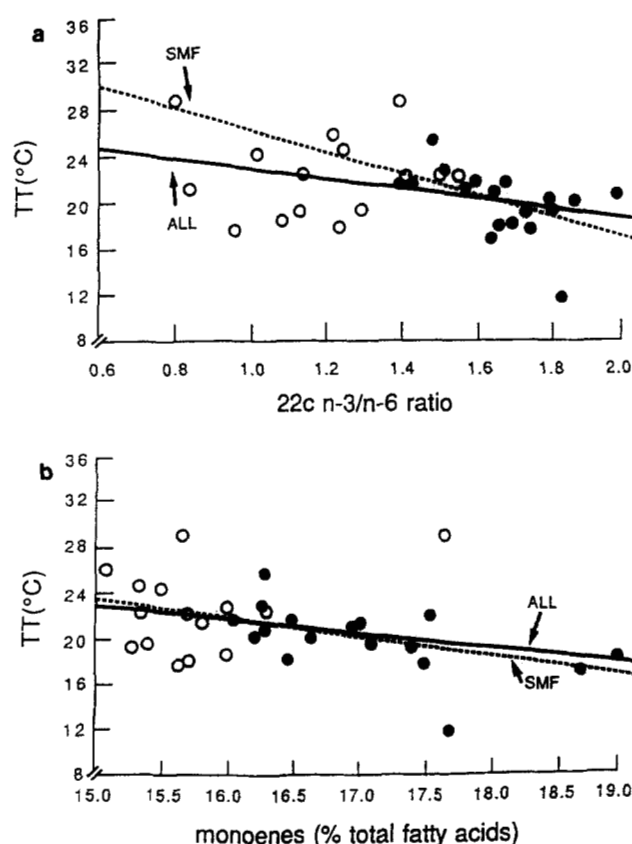 a
36
32
28
24
20
16
12
8
TT(°C)
SMF
ALL
0.6 0.8 1.0 1.2 1.4 1.6 1.8 2.0
22c n-3/n-6 ratio
b
36
32
28
24
20
16
12
8
TT(°C)
ALL
SMF
15.0 15.5 16.0 16.5 17.0 17.5 18.0 18.5 19.0
monoenes (% total fatty acids)